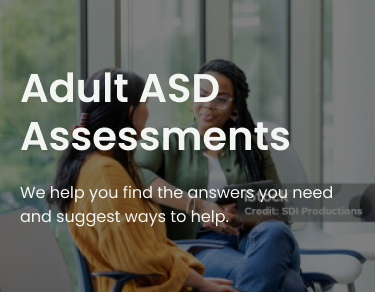 Adult ASD
Assessments
We help you find the answers you need
and suggest ways to help.
Credit: SDI Productions